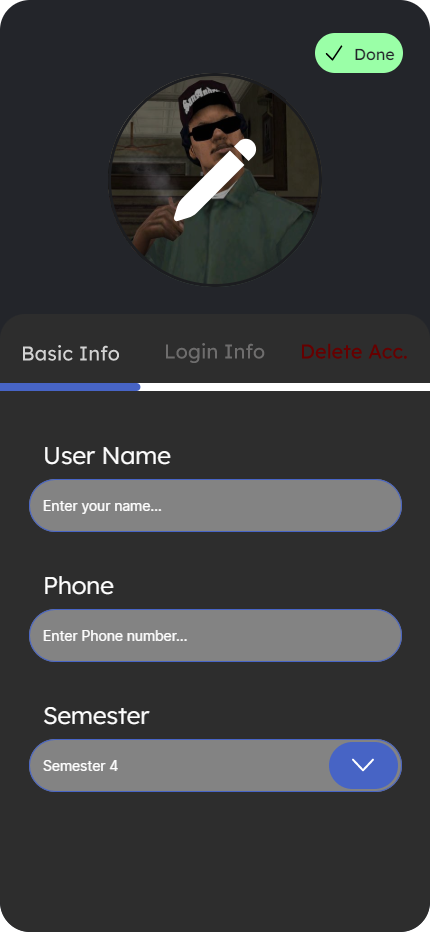 Done
Basic Info
Login Info
Delete Acc.
User Name
Enter your name...
Phone
Enter Phone number...
Semester
Semester 4